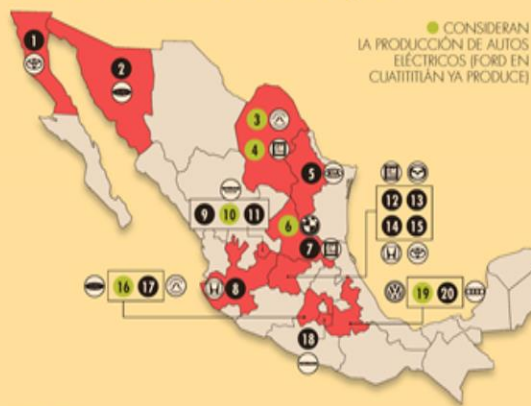 CONSIDERAN
LA PRODUCCIÓN DE AUTOS
ELÉCTRICOS (FORD EN
CUATITITLÁN YA PRODUCE)
1
2
3
4
5
12 13
9 10 11
6
14 15
7
16 17
8
19 20
18